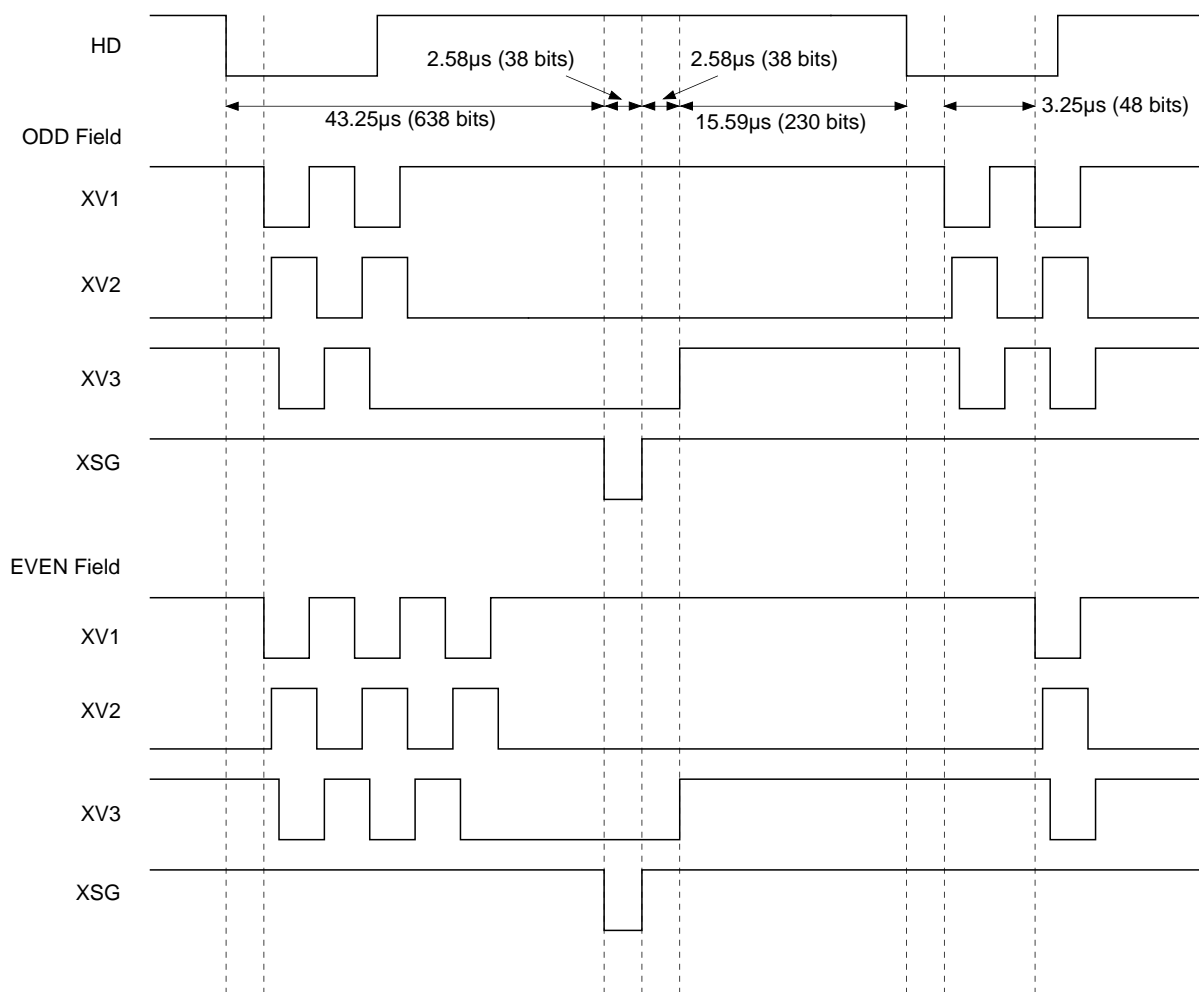 HD
2.58µs (38 bits)
2.58µs (38 bits)
43.25µs (638 bits)
15.59µs (230 bits)
3.25µs (48 bits)
ODD Field
XV1
XV2
XV3
XSG
EVEN Field
XV1
XV2
XV3
XSG